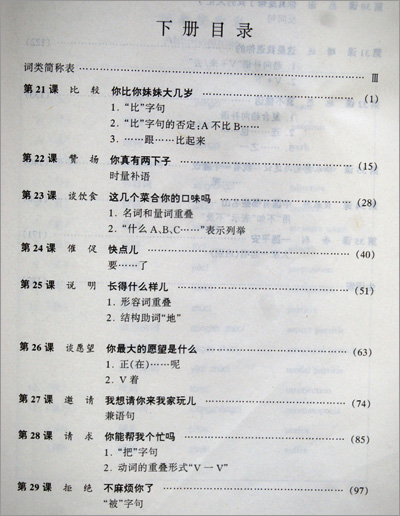 下册目录
词类简称表 …… Ⅲ
第 21 课 比 较 你比你妹妹大几岁 …… (1)
1. “比”字句
2. “比”字句的否定:A 不比 B……
3. ……跟……比起来
第 22 课 赞 扬 你真有两下子 …… (15)
时量补语
第 23 课 谈饮食 这几个菜合你的口味吗 …… (28)
1. 名词和量词重叠
2. “什么 A、B、C……”表示列举
第 24 课 催 促 快点儿 …… (40)
要……了
第 25 课 说 明 长得什么样儿 …… (51)
1. 形容词重叠
2. 结构助词“地”
第 26 课 谈愿望 你最大的愿望是什么 …… (63)
1. 正(在)……呢
2. V 着
第 27 课 邀 请 我想请你来我家玩儿 …… (74)
兼语句
第 28 课 请 求 你能帮我个忙吗 …… (85)
1. “把”字句
2. 动词的重叠形式“V 一 V”
第 29 课 拒 绝 不麻烦你了 …… (97)
“被”字句